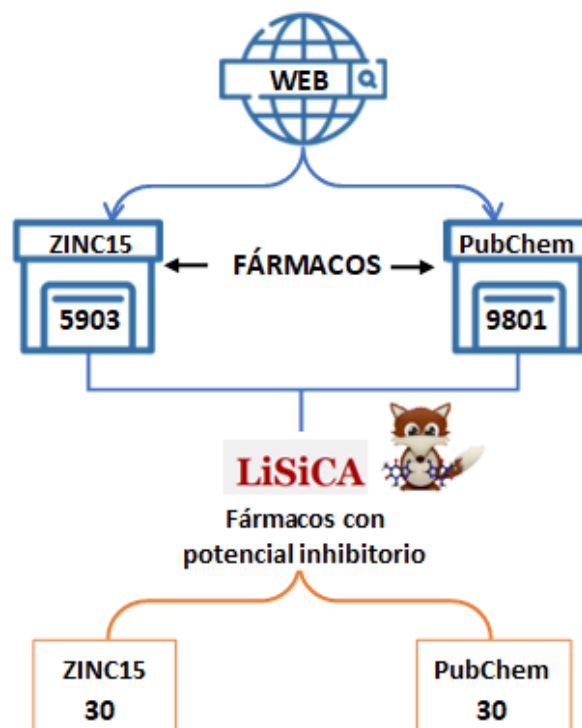 WEB
ZINC15
FÁRMACOS
PubChem
5903
9801
LiSiCA
Fármacos con
potencial inhibitorio
ZINC15
PubChem
30
30